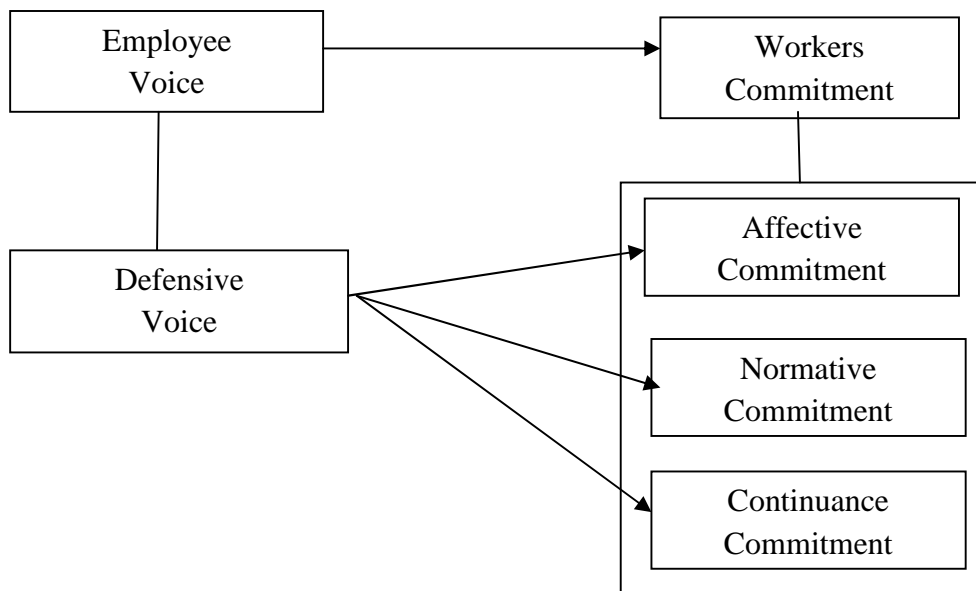 Employee
Voice
Workers
Commitment
Defensive
Voice
Affective
Commitment
Normative
Commitment
Continuance
Commitment